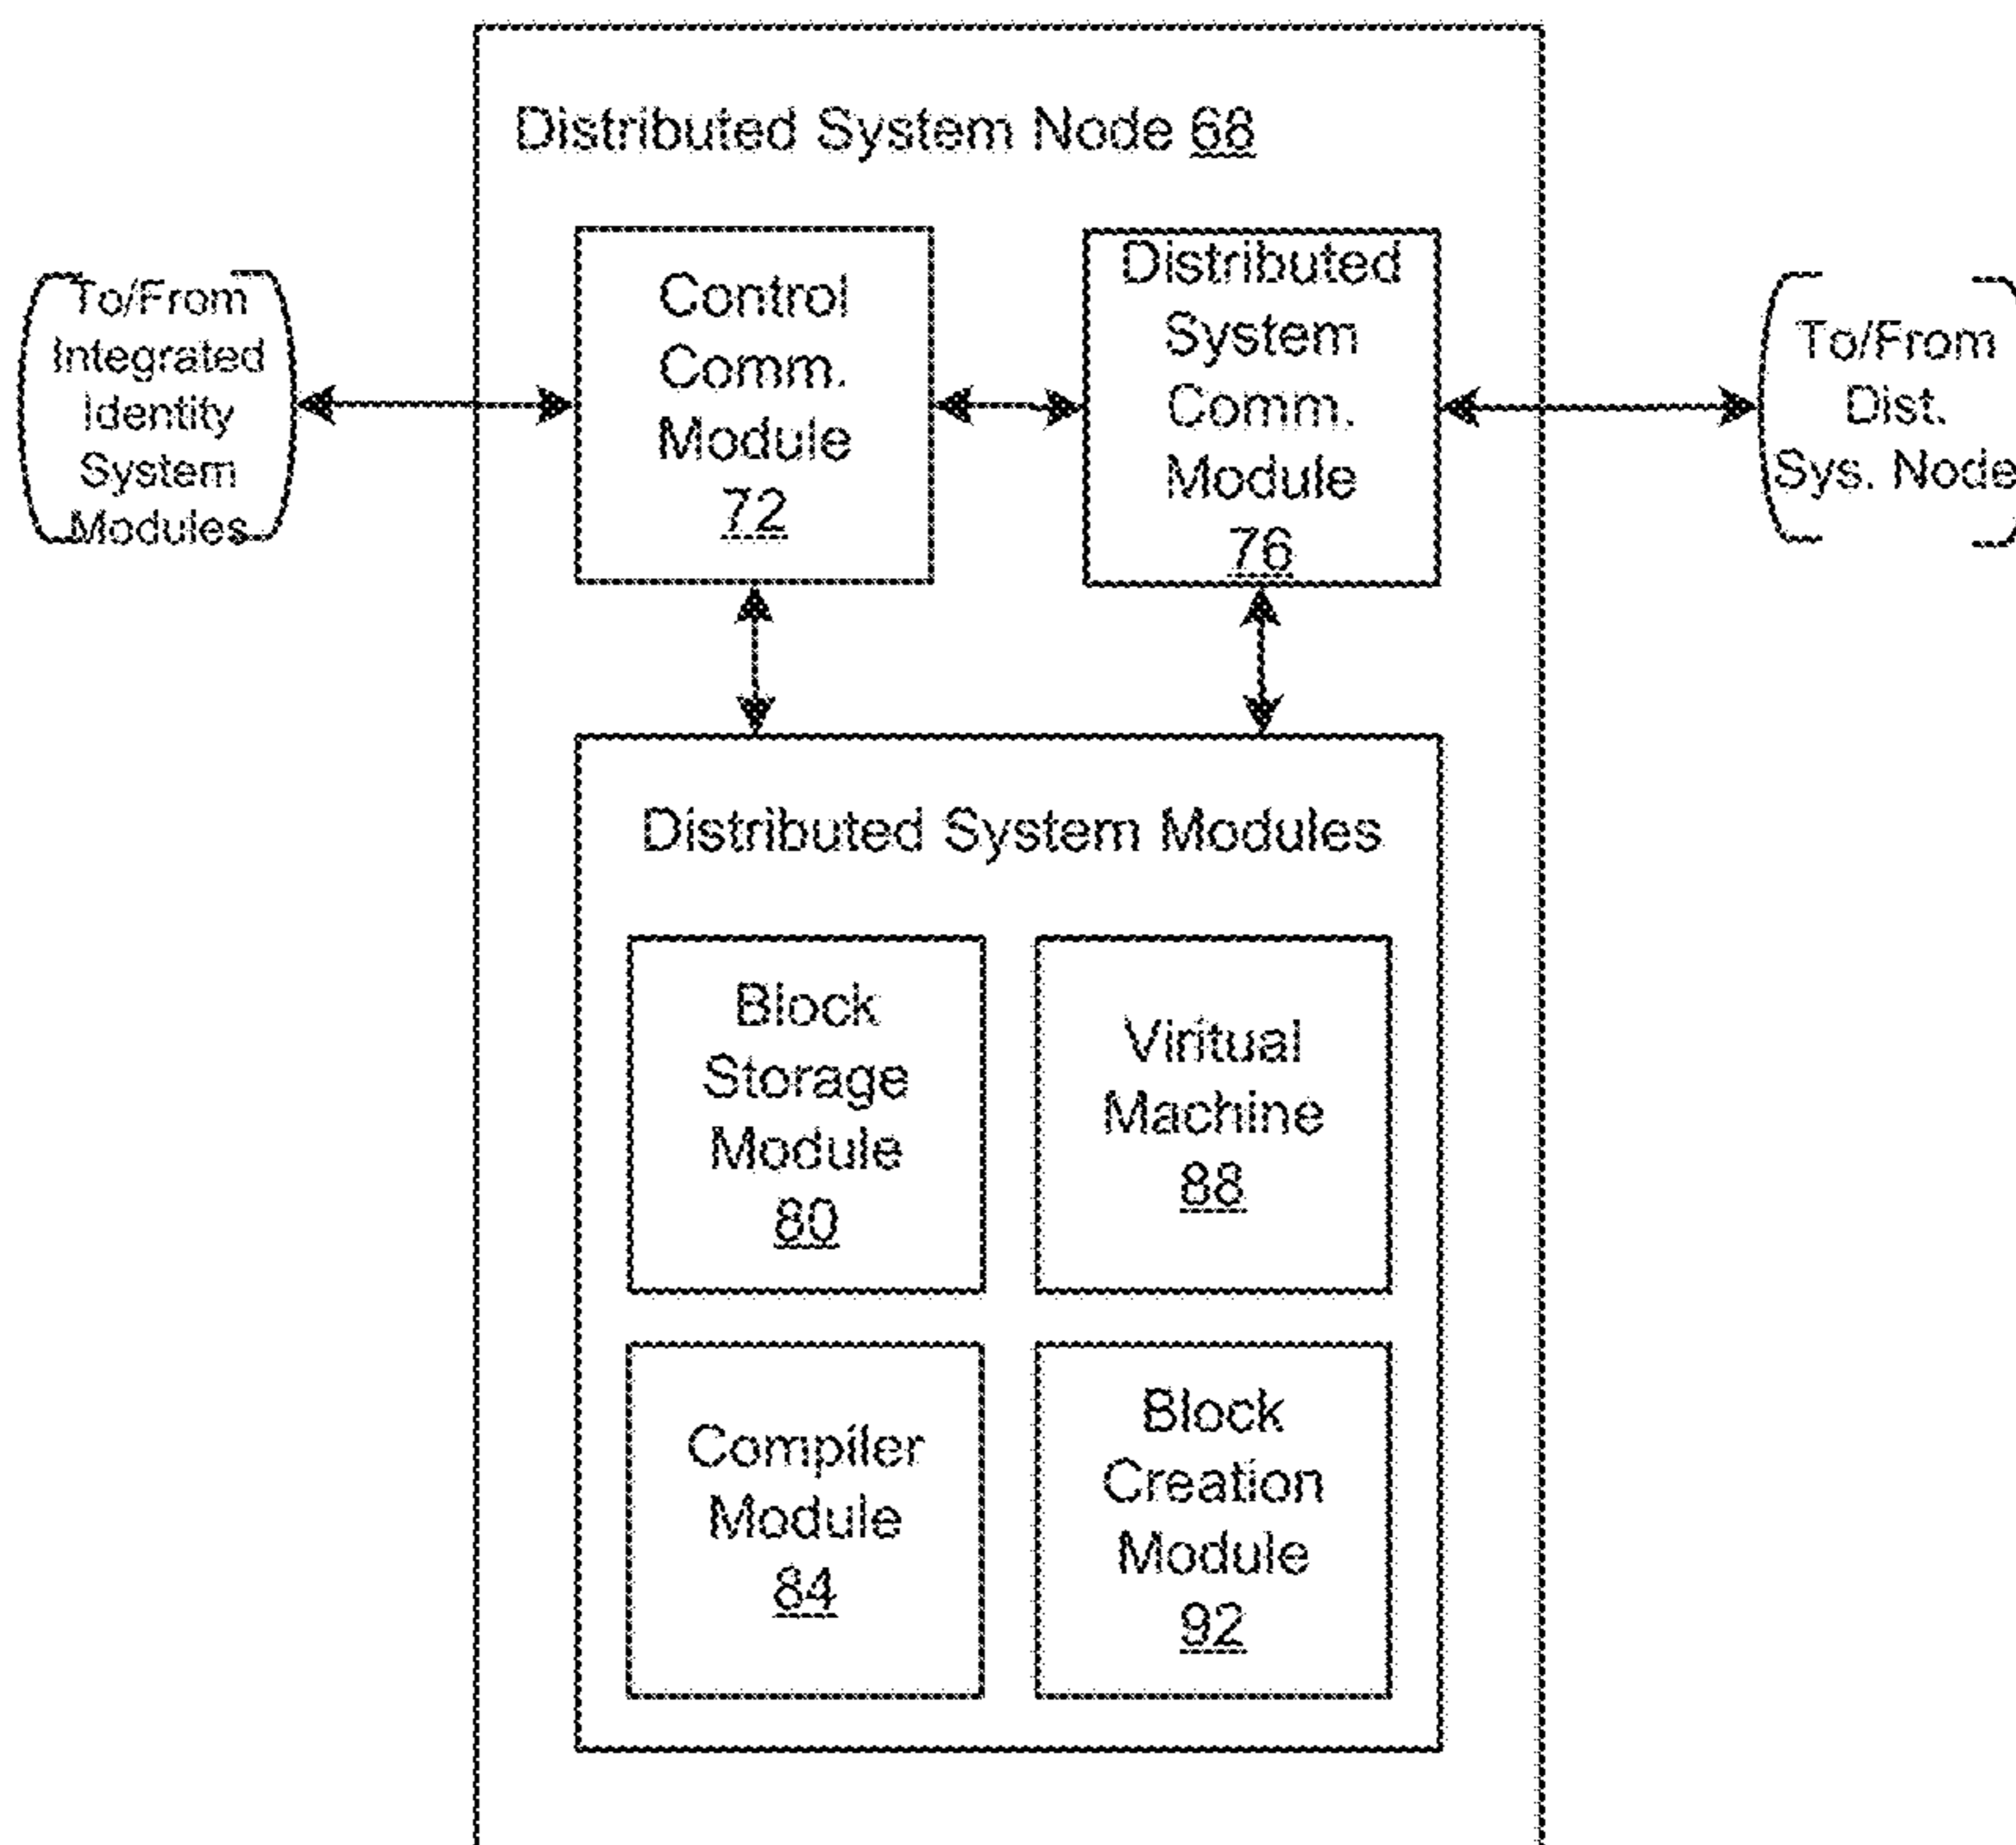 Distributed System Node 68
To/From
Integrated
Identity
System
Modules
Control
Comm.
Module
72
Distributed
System
Comm.
Module
76
To/From
Dist.
Sys. Node
Distributed System Modules
Block
Storage
Module
80
Viritual
Machine
88
Compiler
Module
84
Block
Creation
Module
92